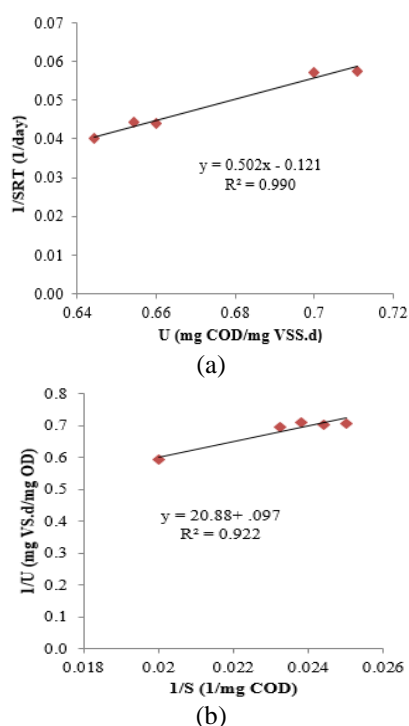 0.07
0.06
0.05
0.04
0.03
0.02
0.01
0.00
1/SRT (1/day)
y = 0.502x - 0.121
R² = 0.990
0.64
0.66
0.68
0.7
0.72
U (mg COD/mg VSS.d)
(a)
0.8
0.7
0.6
0.5
0.4
0.3
0.2
0.1
0.0
1/U (mg VS.d/mg OD)
y = 20.88+ .097
R² = 0.922
0.018
0.02
0.022
0.024
0.026
1/S (1/mg COD)
(b)